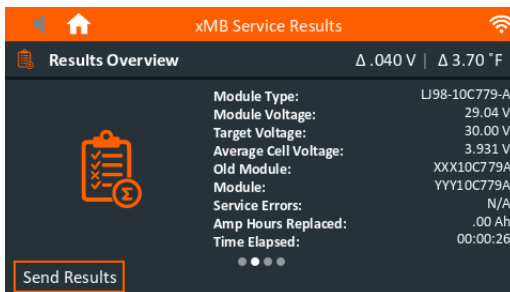 xMB Service Results
Results Overview Δ .040 V | Δ 3.70 °F
Module Type: LJ98-10C779-A
Module Voltage: 29.04 V
Target Voltage: 30.00 V
Average Cell Voltage: 3.931 V
Old Module: XXX10C779A
Module: YYY10C779A
Service Errors: N/A
Amp Hours Replaced: .00 Ah
Time Elapsed: 00:00:26
Send Results